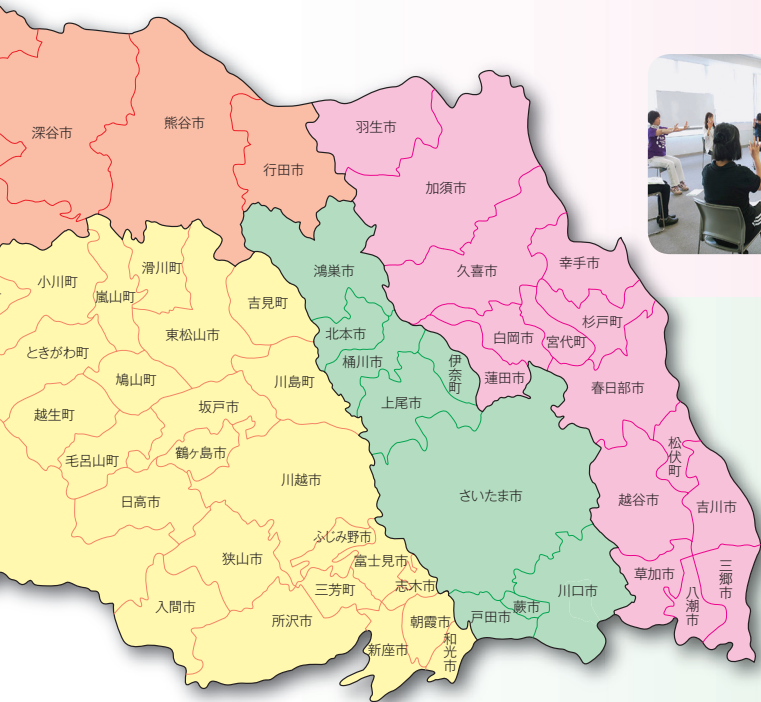 深谷市
熊谷市
行田市
羽生市
加須市
久喜市
幸手市
杉戸町
白岡市
宮代町
蓮田市
春日部市
松伏町
越谷市
吉川市
草加市
八潮市
三郷市
鴻巣市
北本市
桶川市
伊奈町
上尾市
さいたま市
川口市
蕨市
戸田市
小川町
嵐山町
滑川町
吉見町
ときがわ町
東松山市
鳩山町
川島町
越生町
坂戸市
毛呂山町
鶴ヶ島市
川越市
日高市
ふじみ野市
狭山市
富士見市
三芳町
志木市
入間市
所沢市
朝霞市
和光市
新座市